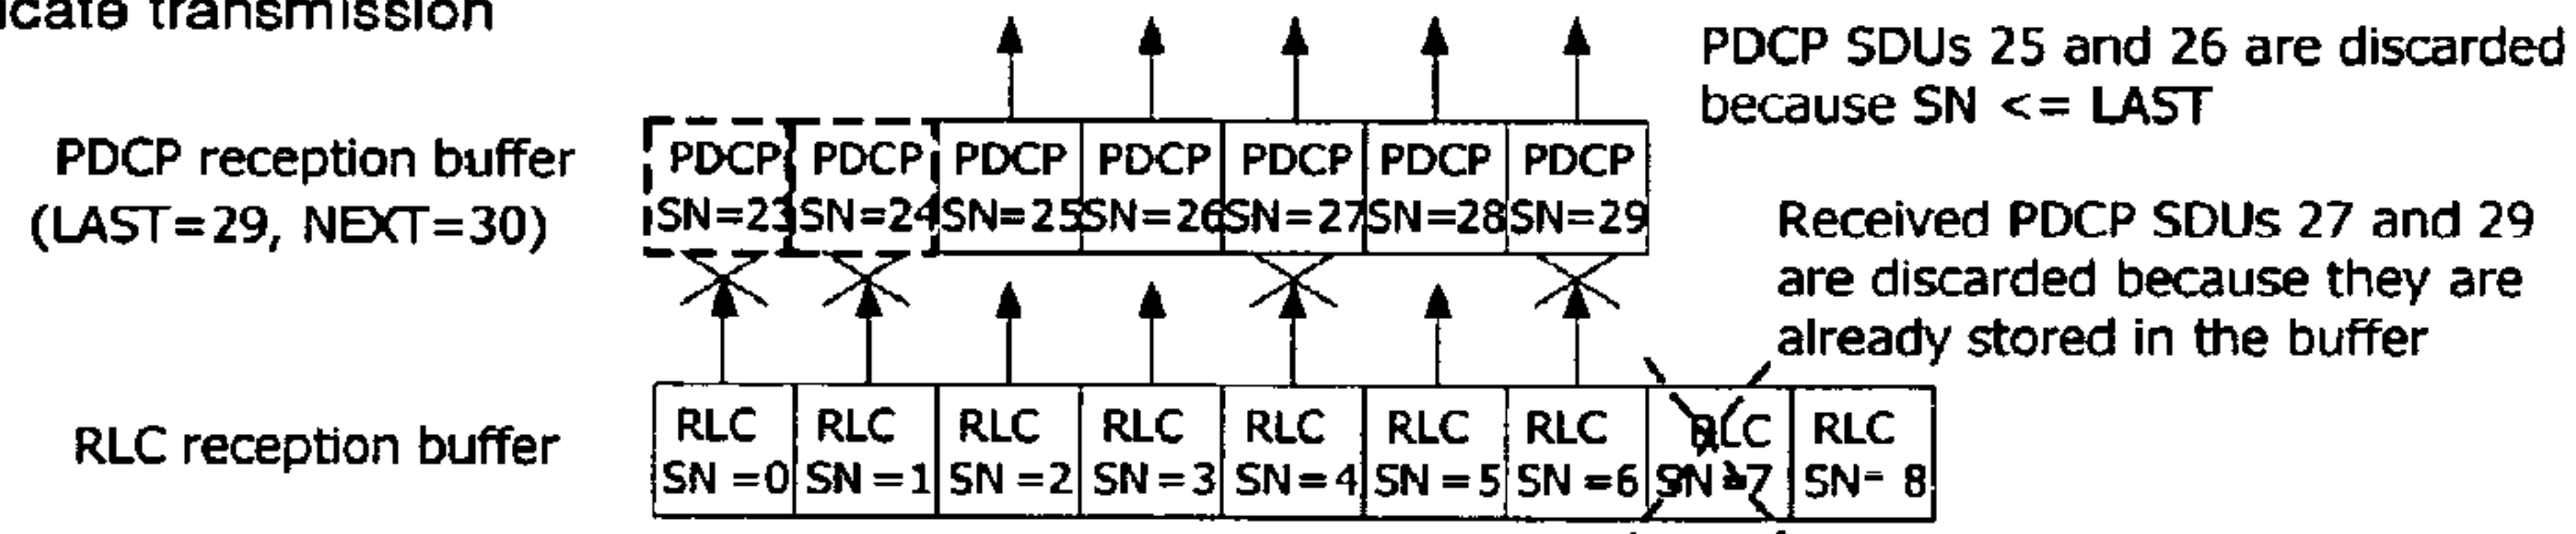 transmission
PDCP SDUs 25 and 26 are discarded
because SN <= LAST
PDCP reception buffer
(LAST=29, NEXT=30)
PDCP SN=23
PDCP SN=24
PDCP SN=25
PDCP SN=26
PDCP SN=27
PDCP SN=28
PDCP SN=29
Received PDCP SDUs 27 and 29
are discarded because they are
already stored in the buffer
RLC reception buffer
RLC SN =0
RLC SN =1
RLC SN =2
RLC SN =3
RLC SN =4
RLC SN =5
RLC SN =6
RLC SN =7
RLC SN= 8